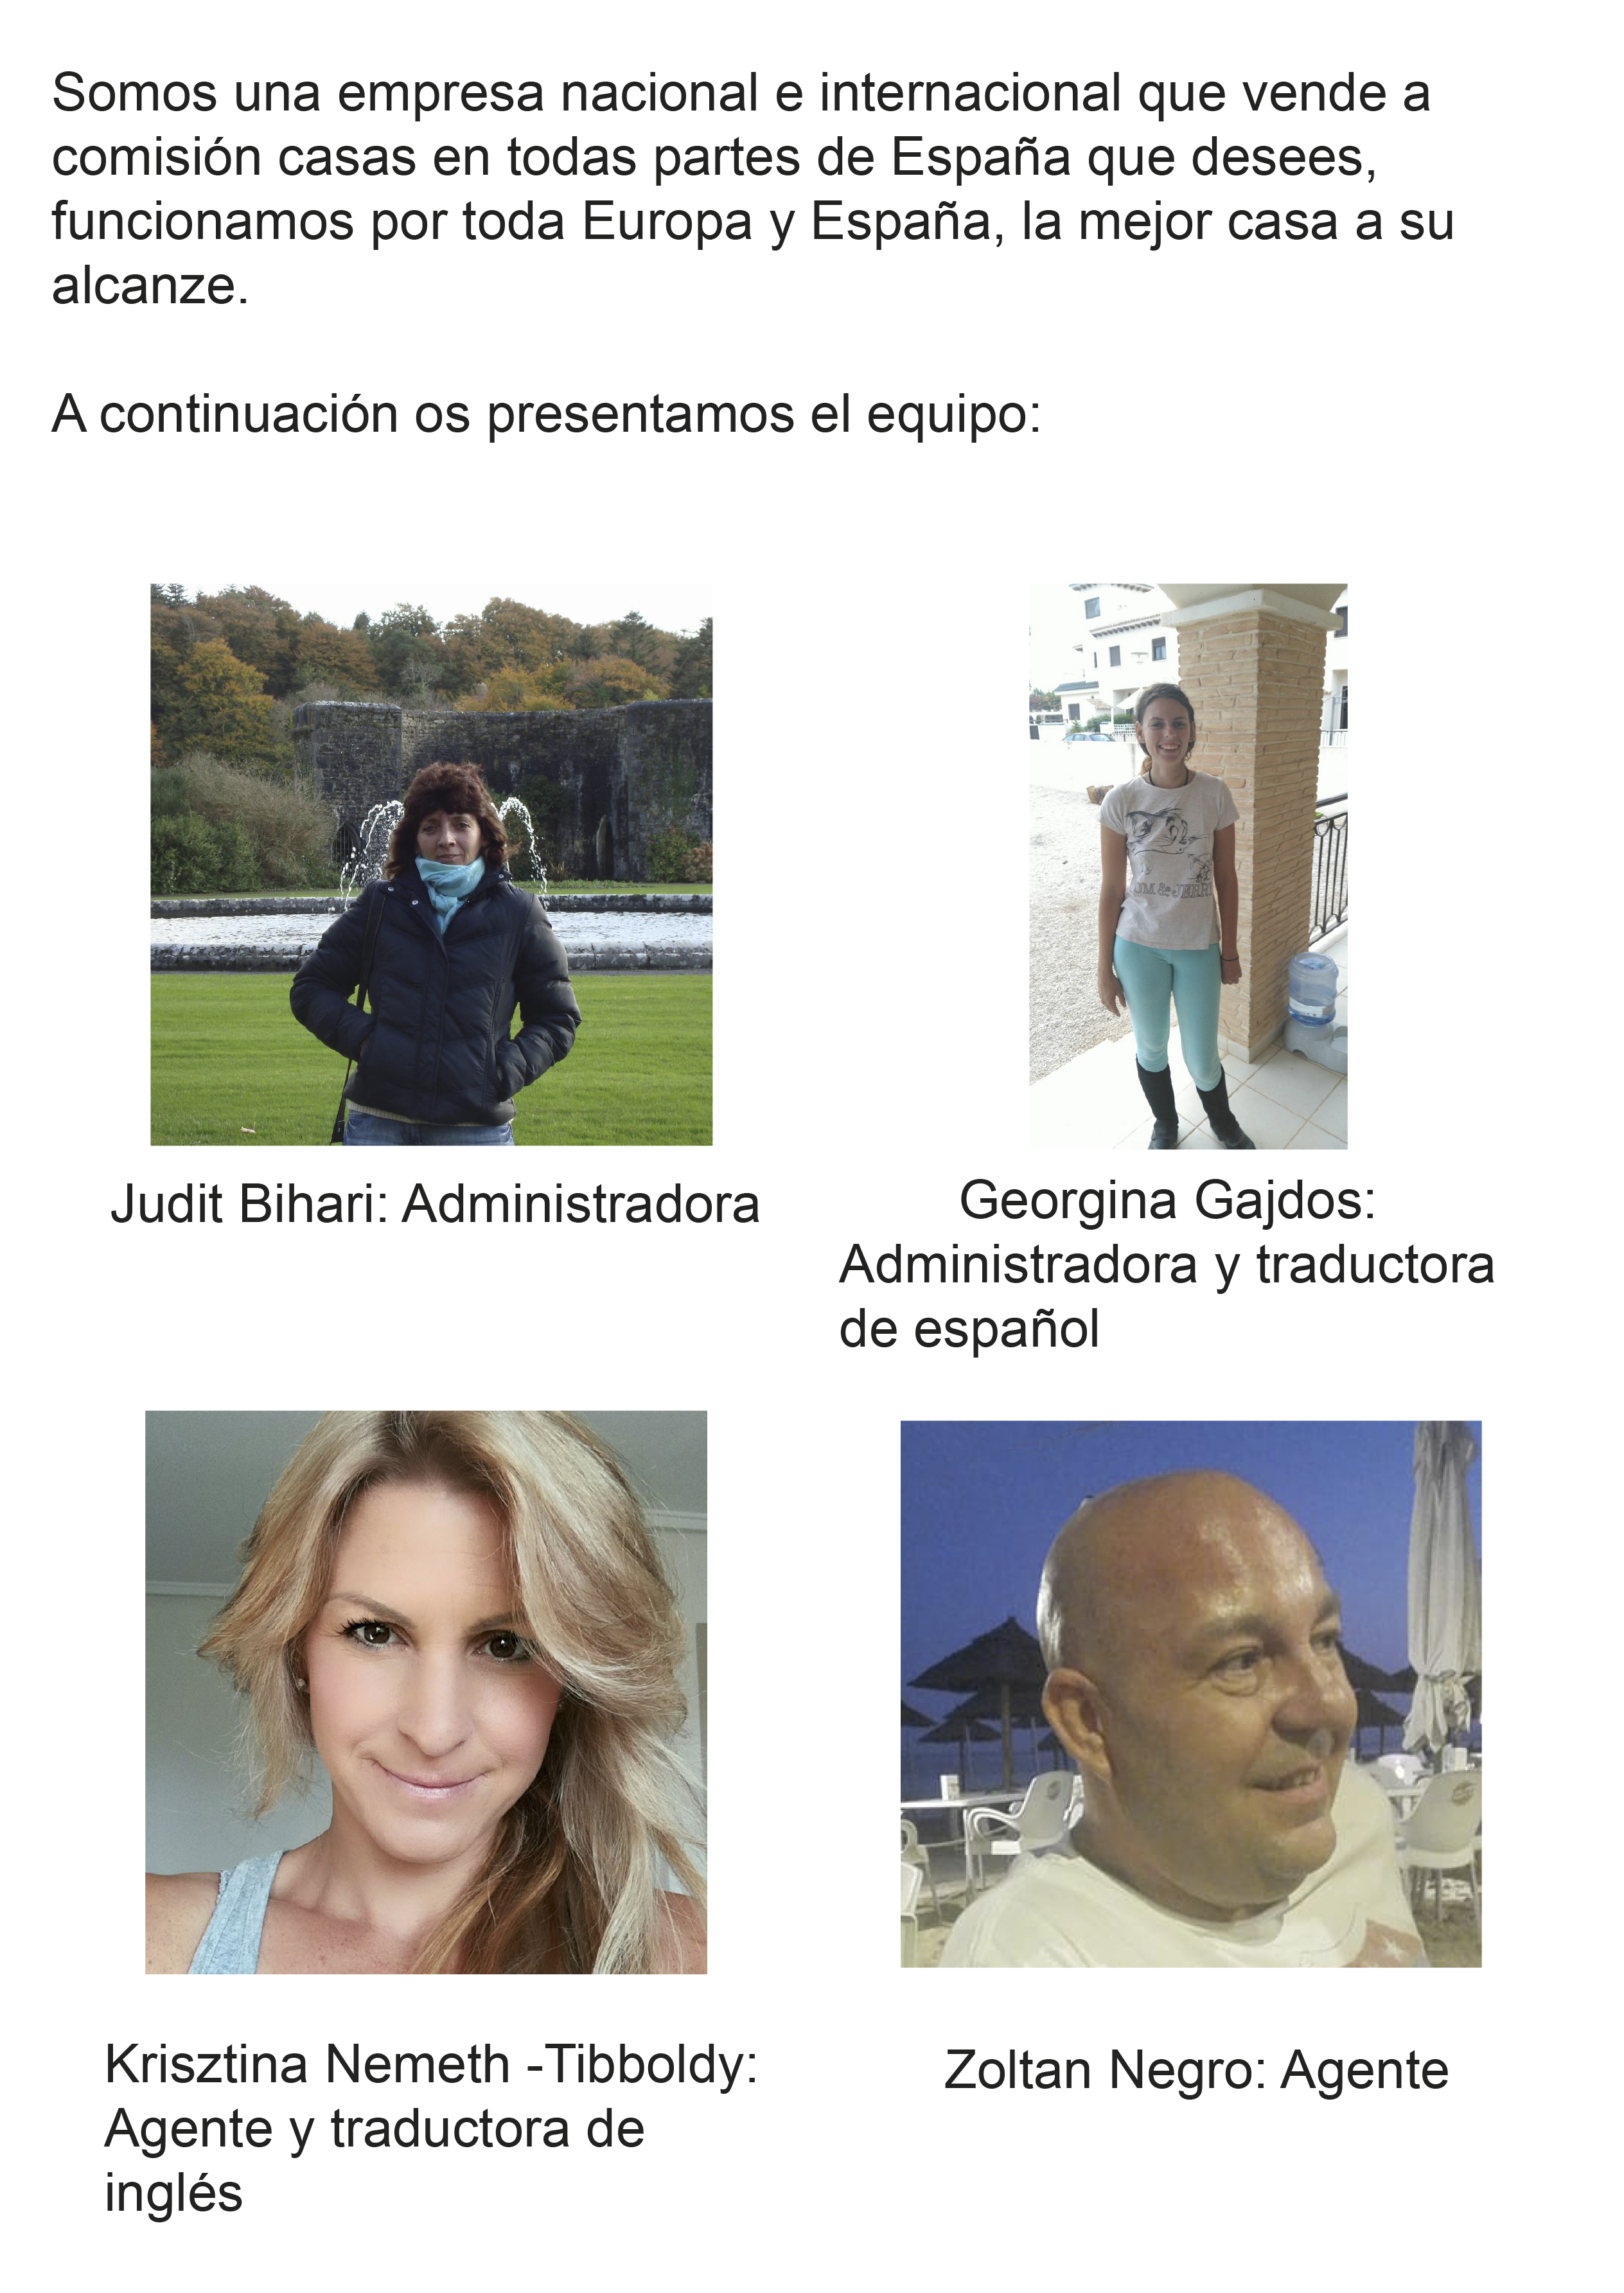 Somos una empresa nacional e internacional que vende a
comisión casas en todas partes de España que desees,
funcionamos por toda Europa y España, la mejor casa a su
alcanze.
A continuación os presentamos el equipo:
JM & JERR
Judit Bihari: Administradora
Georgina Gajdos:
Administradora y traductora
de español
Krisztina Nemeth -Tibboldy:
Agente y traductora de
inglés
Zoltan Negro: Agente